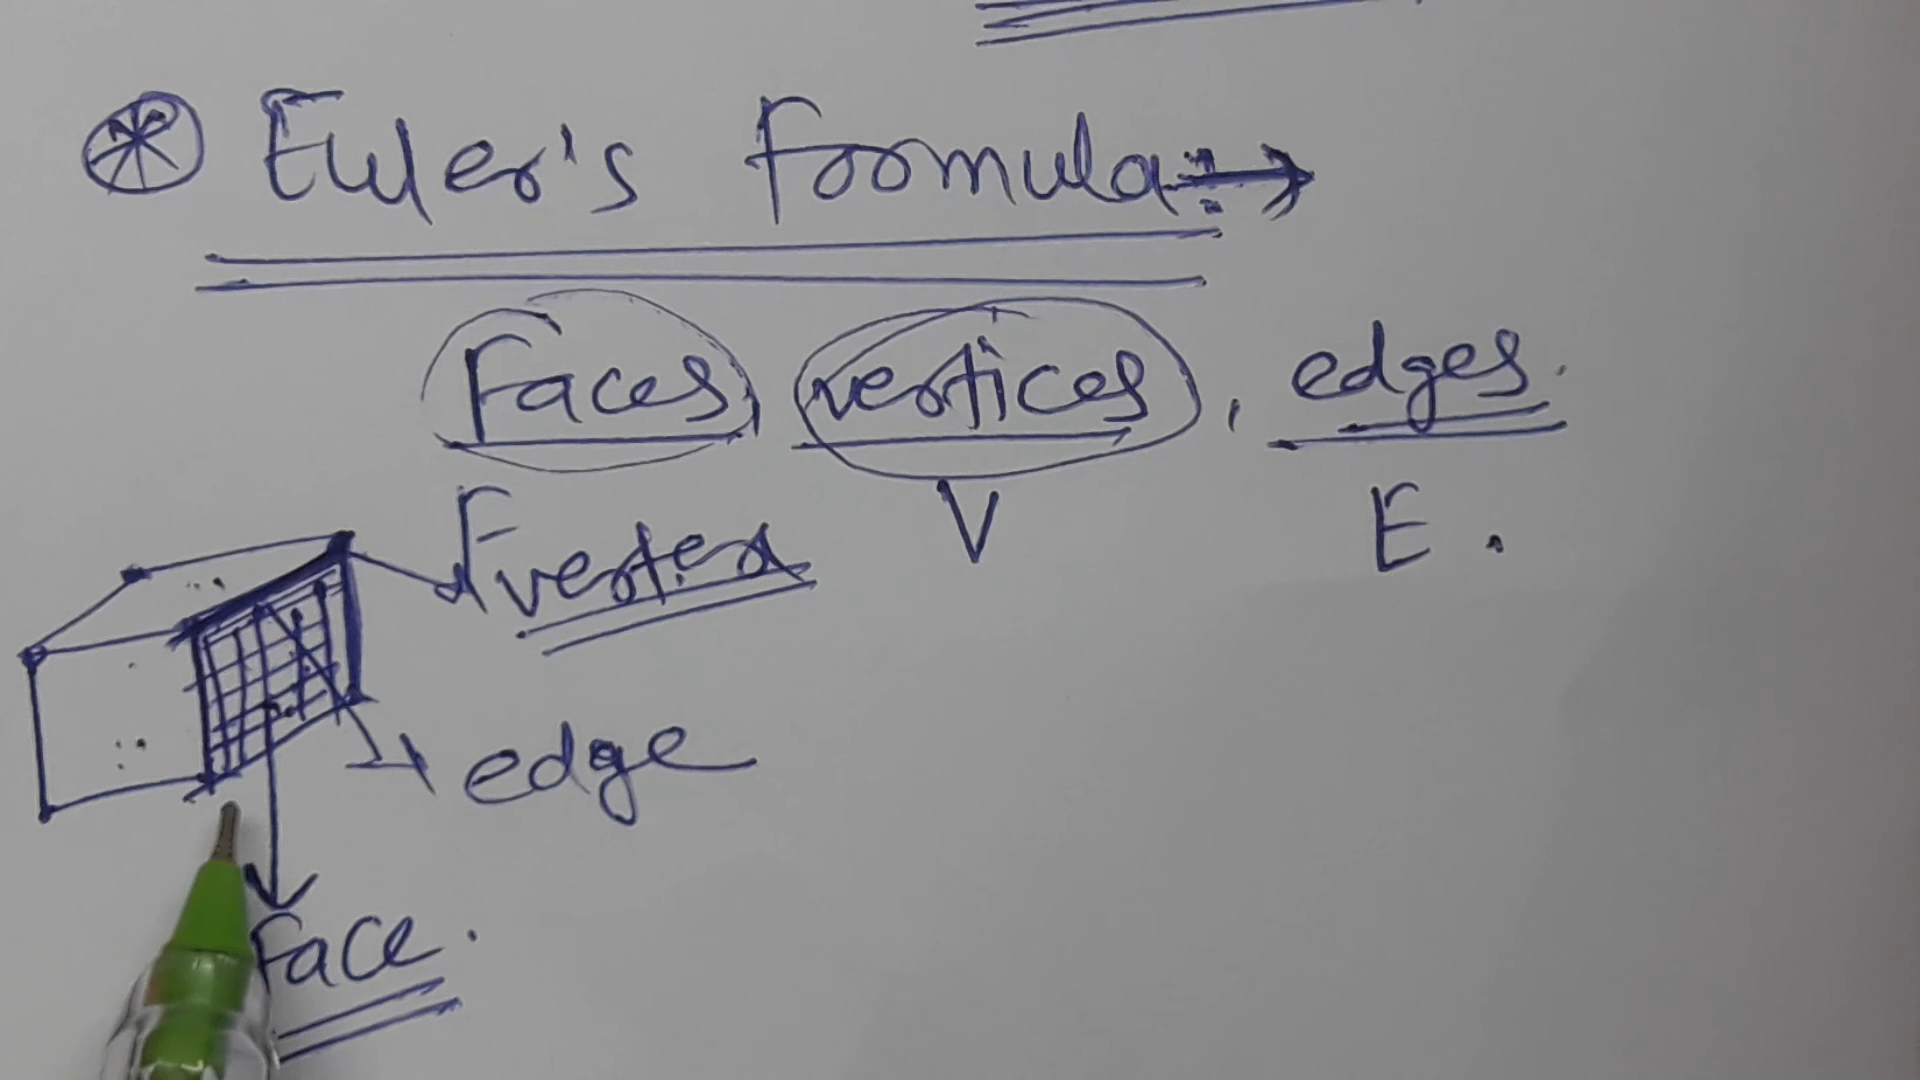 Euler's Formula:→
Faces, vertices, edges.
F V E.
vertex
edge
Face.